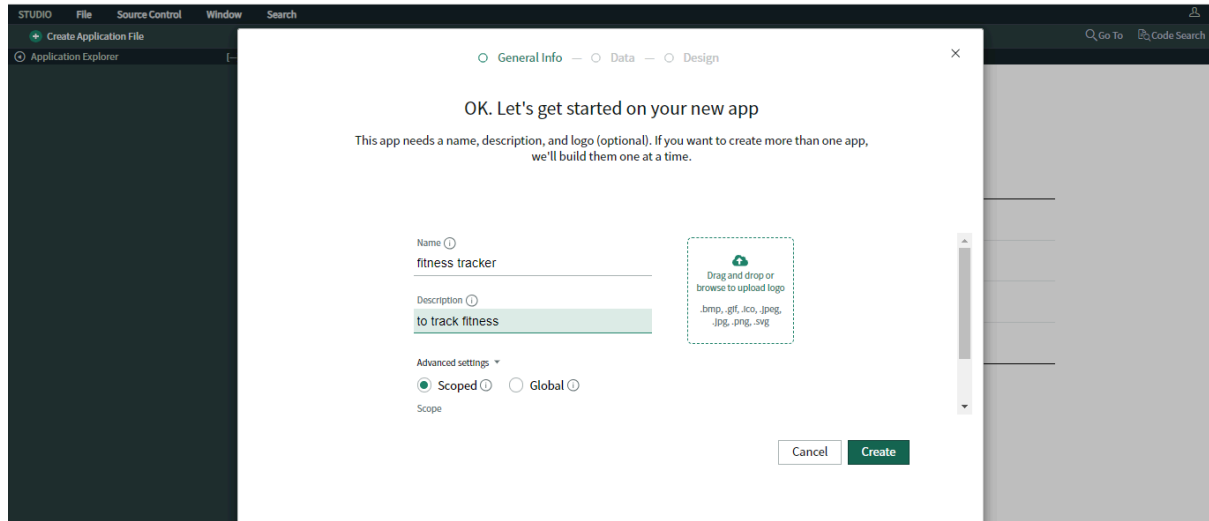 STUDIO File Source Control Window Search
Create Application File
Go To Code Search
Application Explorer
General Info — Data — Design
OK. Let's get started on your new app
This app needs a name, description, and logo (optional). If you want to create more than one app,
we'll build them one at a time.
Name
fitness tracker
Drag and drop or
browse to upload logo
.bmp, .gif, .ico, .jpeg,
.jpg, .png, .svg
Description
to track fitness
Advanced settings
Scoped Global
Scope
Cancel Create